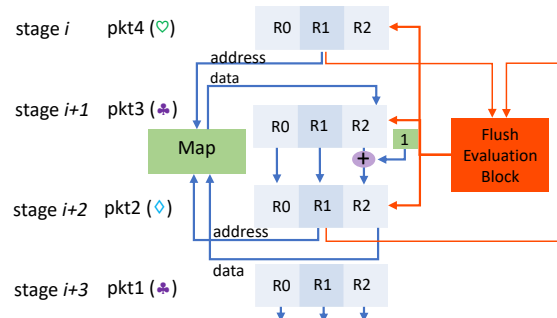 stage i pkt4 (♡) R0 R1 R2
address
data
stage i+1 pkt3 (♣) R0 R1 R2
Map
+ 1
Flush
Evaluation
Block
stage i+2 pkt2 (♢) R0 R1 R2
address
data
stage i+3 pkt1 (♣) R0 R1 R2